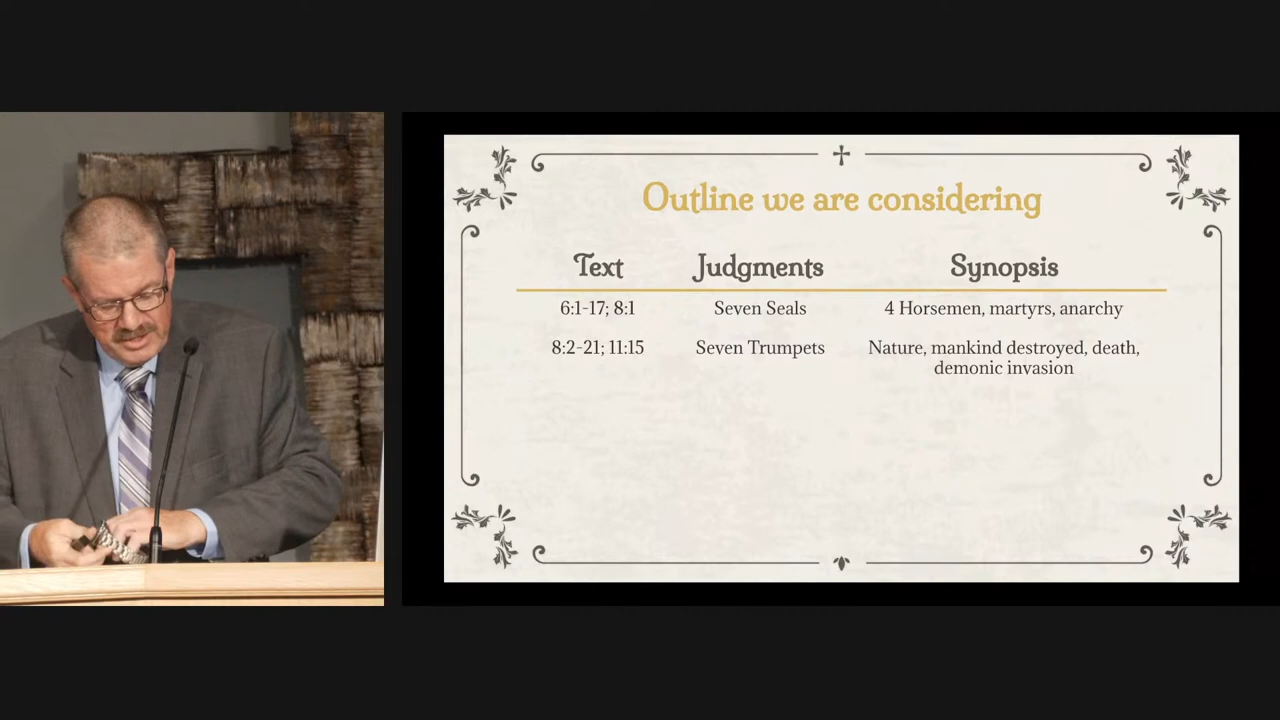 Outline we are considering
Text Judgments Synopsis
6:1-17; 8:1 Seven Seals 4 Horsemen, martyrs, anarchy
8:2-21; 11:15 Seven Trumpets Nature, mankind destroyed, death,
demonic invasion